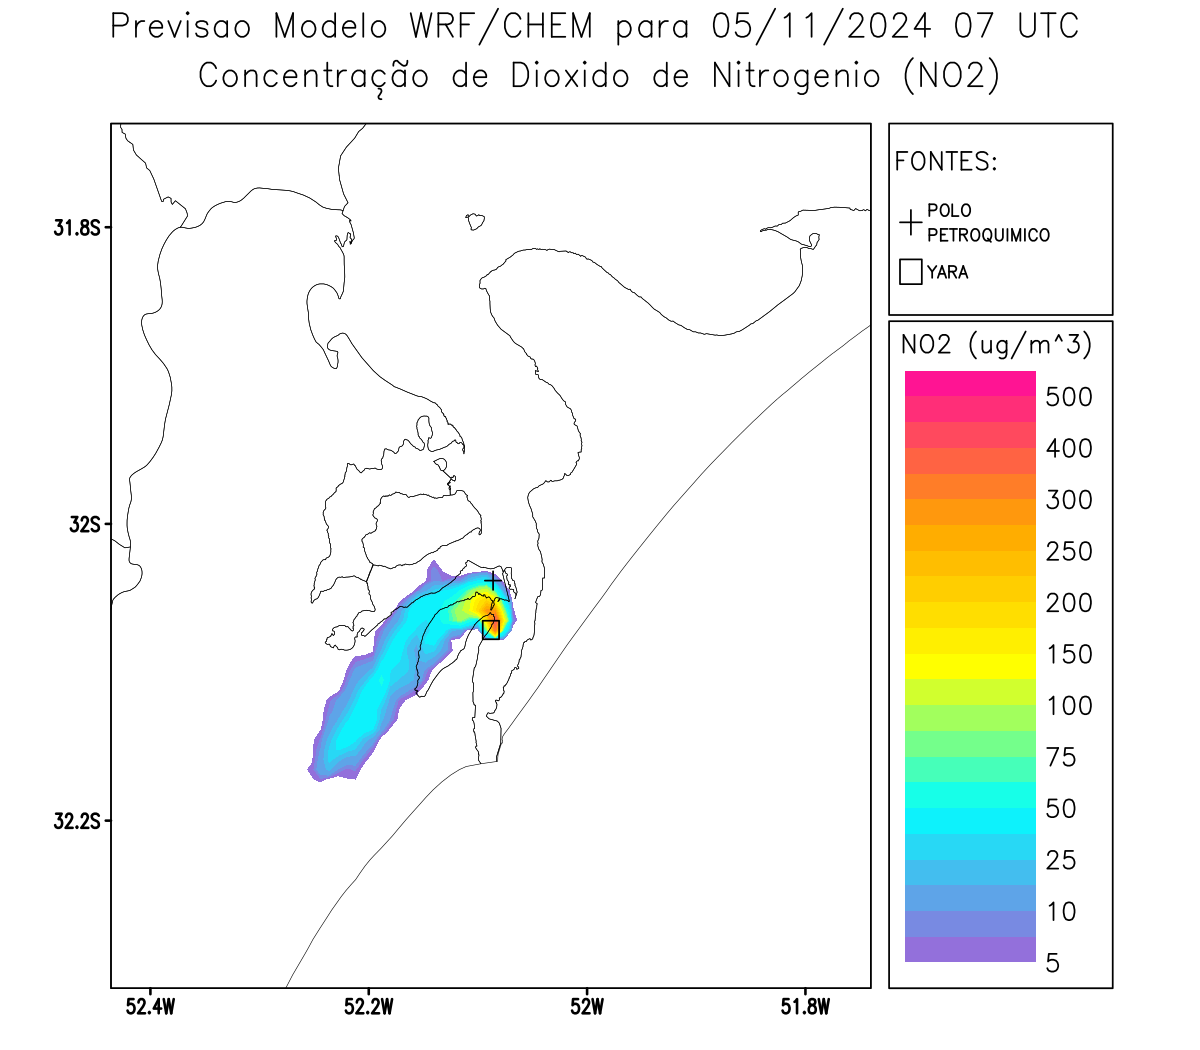 Previsao Modelo WRF/CHEM para 05/11/2024 07 UTC
Concentração de Dioxido de Nitrogenio (NO2)
FONTES:
POLO
PETROQUIMICO
YARA
NO2 (ug/m^3)
500
400
300
250
200
150
100
75
50
25
10
5
31.8S
32S
32.2S
52.4W
52.2W
52W
51.8W